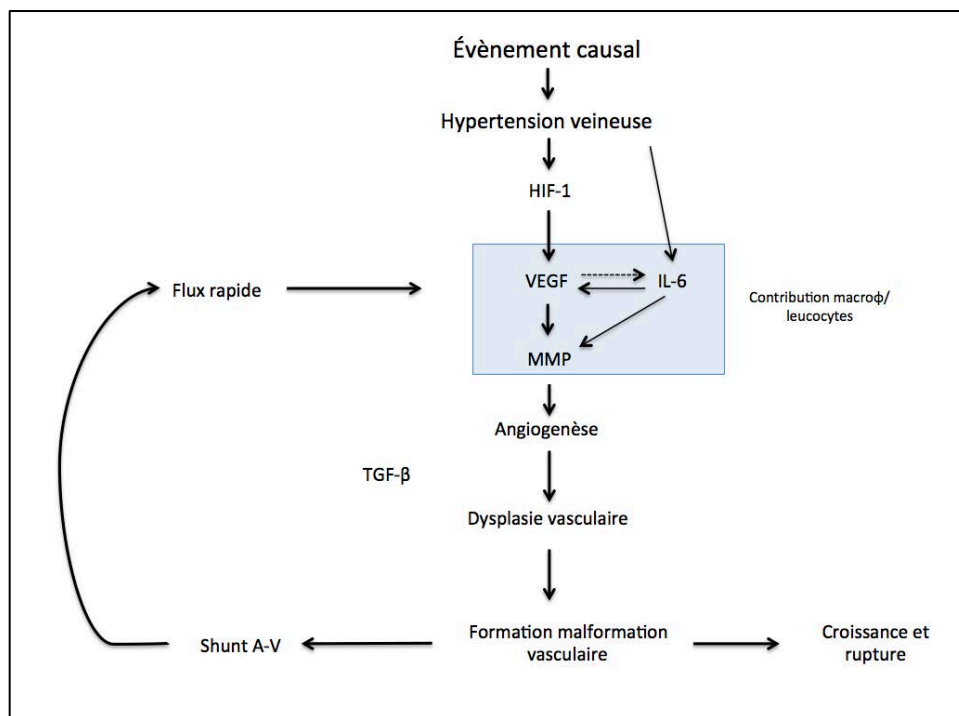 Évènement causal
Hypertension veineuse
HIF-1
VEGF
IL-6
Flux rapide
Contribution macroϕ/
leucocytes
MMP
Angiogenèse
TGF-β
Dysplasie vasculaire
Shunt A-V
Formation malformation
vasculaire
Croissance et
rupture